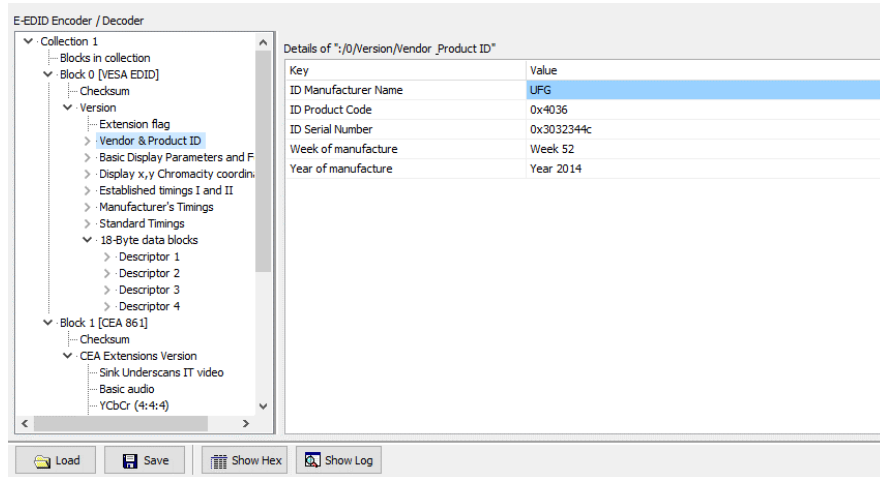 E-EDID Encoder / Decoder
Collection 1
Blocks in collection
Block 0 [VESA EDID]
Checksum
Version
Extension flag
Vendor & Product ID
Basic Display Parameters and F
Display x,y Chromacity coordin
Established timings I and II
Manufacturer's Timings
Standard Timings
18-Byte data blocks
Descriptor 1
Descriptor 2
Descriptor 3
Descriptor 4
Block 1 [CEA 861]
Checksum
CEA Extensions Version
Sink Underscans IT video
Basic audio
YCbCr (4:4:4)
Details of ":/0/Version/Vendor _Product ID"
Key Value
ID Manufacturer Name UFG
ID Product Code 0x4036
ID Serial Number 0x3032344c
Week of manufacture Week 52
Year of manufacture Year 2014
Load Save Show Hex Show Log